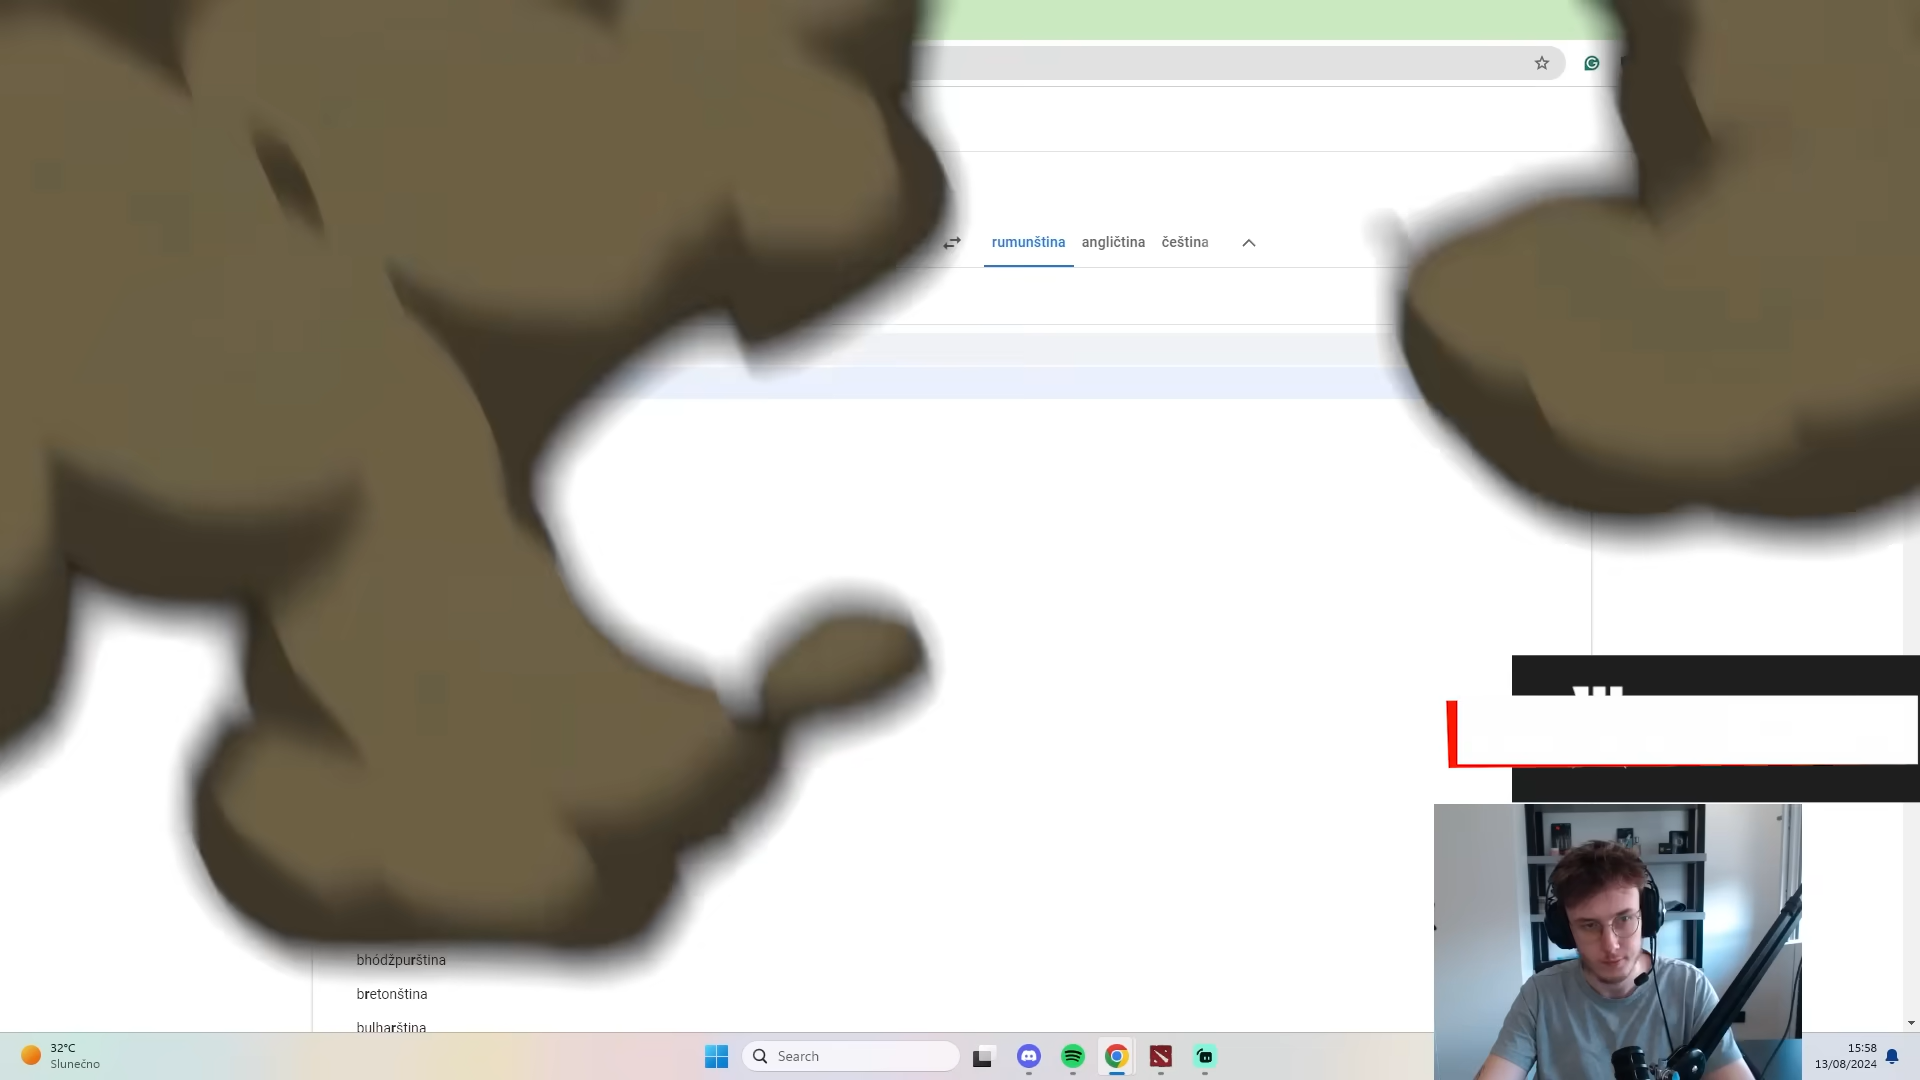 rumunština angličtina čeština
bhódžpurština
bretonština
bulharština
32°C
Slunečno
Search
15:58
13/08/2024